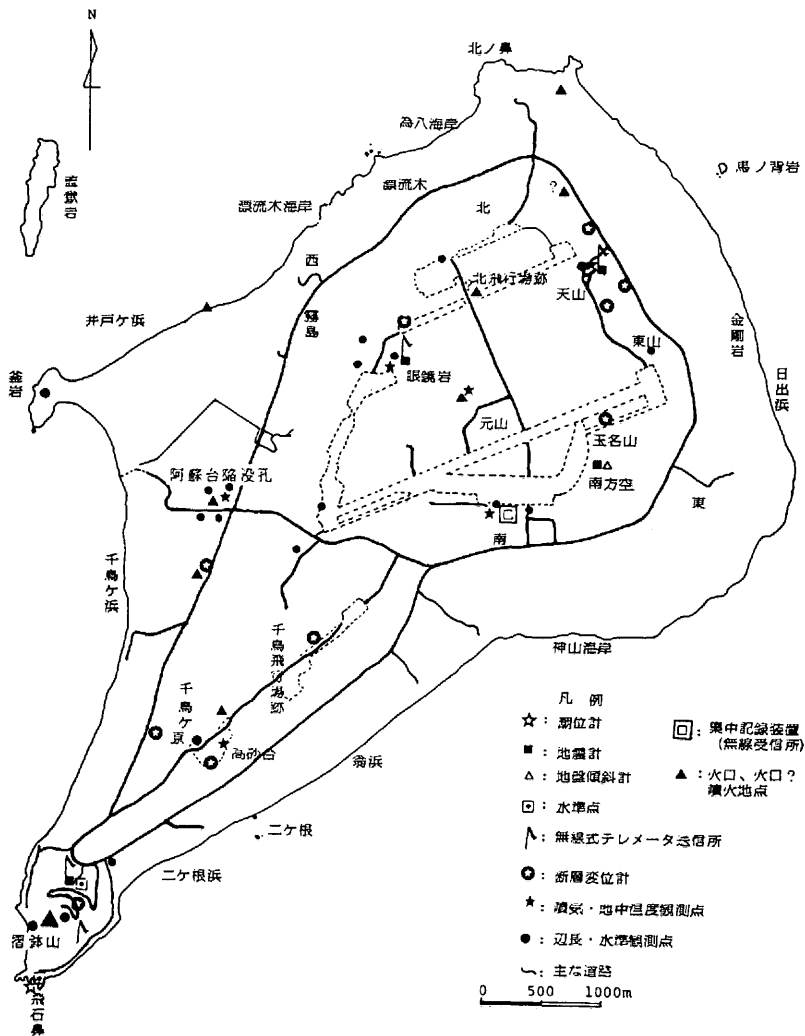 N
北ノ鼻
為八海岸
監獄岩
馬ノ背岩
漂流木
漂流木海岸
北
?
西
北飛行場跡
天山
霧島
井戸ケ浜
金剛岩
東山
日出浜
釜岩
眼鏡岩
元山
玉名山
阿蘇台陥没孔
南方空
東
南
千鳥ケ浜
神山海岸
千鳥飛行場跡
千鳥ケ原
高砂台
翁浜
二ケ根
二ケ根浜
摺鉢山
飛石鼻
凡例
:潮位計
:地震計
:地盤傾斜計
:水準点
:無線式テレメータ送信所
:断層変位計
:噴気・地中温度観測点
:辺長・水準観測点
:主な道路
:集中記録装置
(無線受信所)
:火口、火口?
噴火地点
0 500 1000m